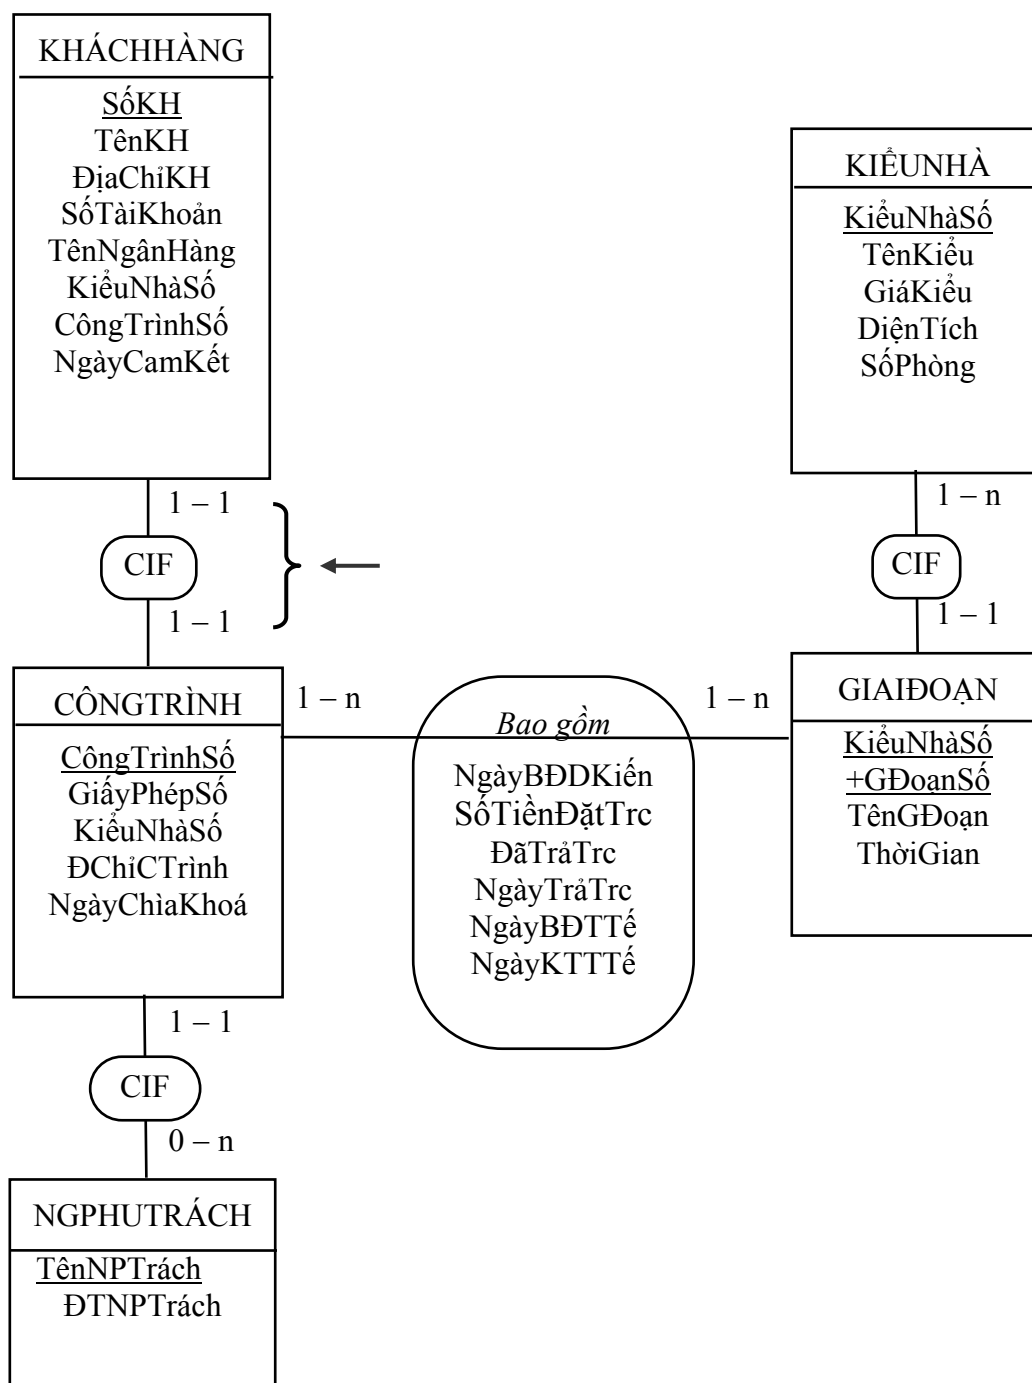 KHÁCHHÀNG
SốKH
TênKH
ĐịaChỉKH
SốTàiKhoản
TênNgânHàng
KiểuNhàSố
CôngTrìnhSố
NgàyCamKết
KIỂUNHÀ
KiểuNhàSố
TênKiểu
GiáKiểu
DiệnTích
SốPhòng
1 – 1
CIF
1 – 1
1 – n
CIF
1 – 1
CÔNGTRÌNH
CôngTrìnhSố
GiấyPhépSố
KiểuNhàSố
ĐChỉCTrình
NgàyChìaKhoá
1 – n
Bao gồm
NgàyBĐDKiến
SốTiềnĐặtTrc
ĐãTrảTrc
NgàyTrảTrc
NgàyBĐTTế
NgàyKTTTế
1 – n
GIAIĐOẠN
KiểuNhàSố
+GĐoạnSố
TênGĐoạn
ThờiGian
1 – 1
CIF
0 – n
NGPHUTRÁCH
TênNPTrách
ĐTNPTrách